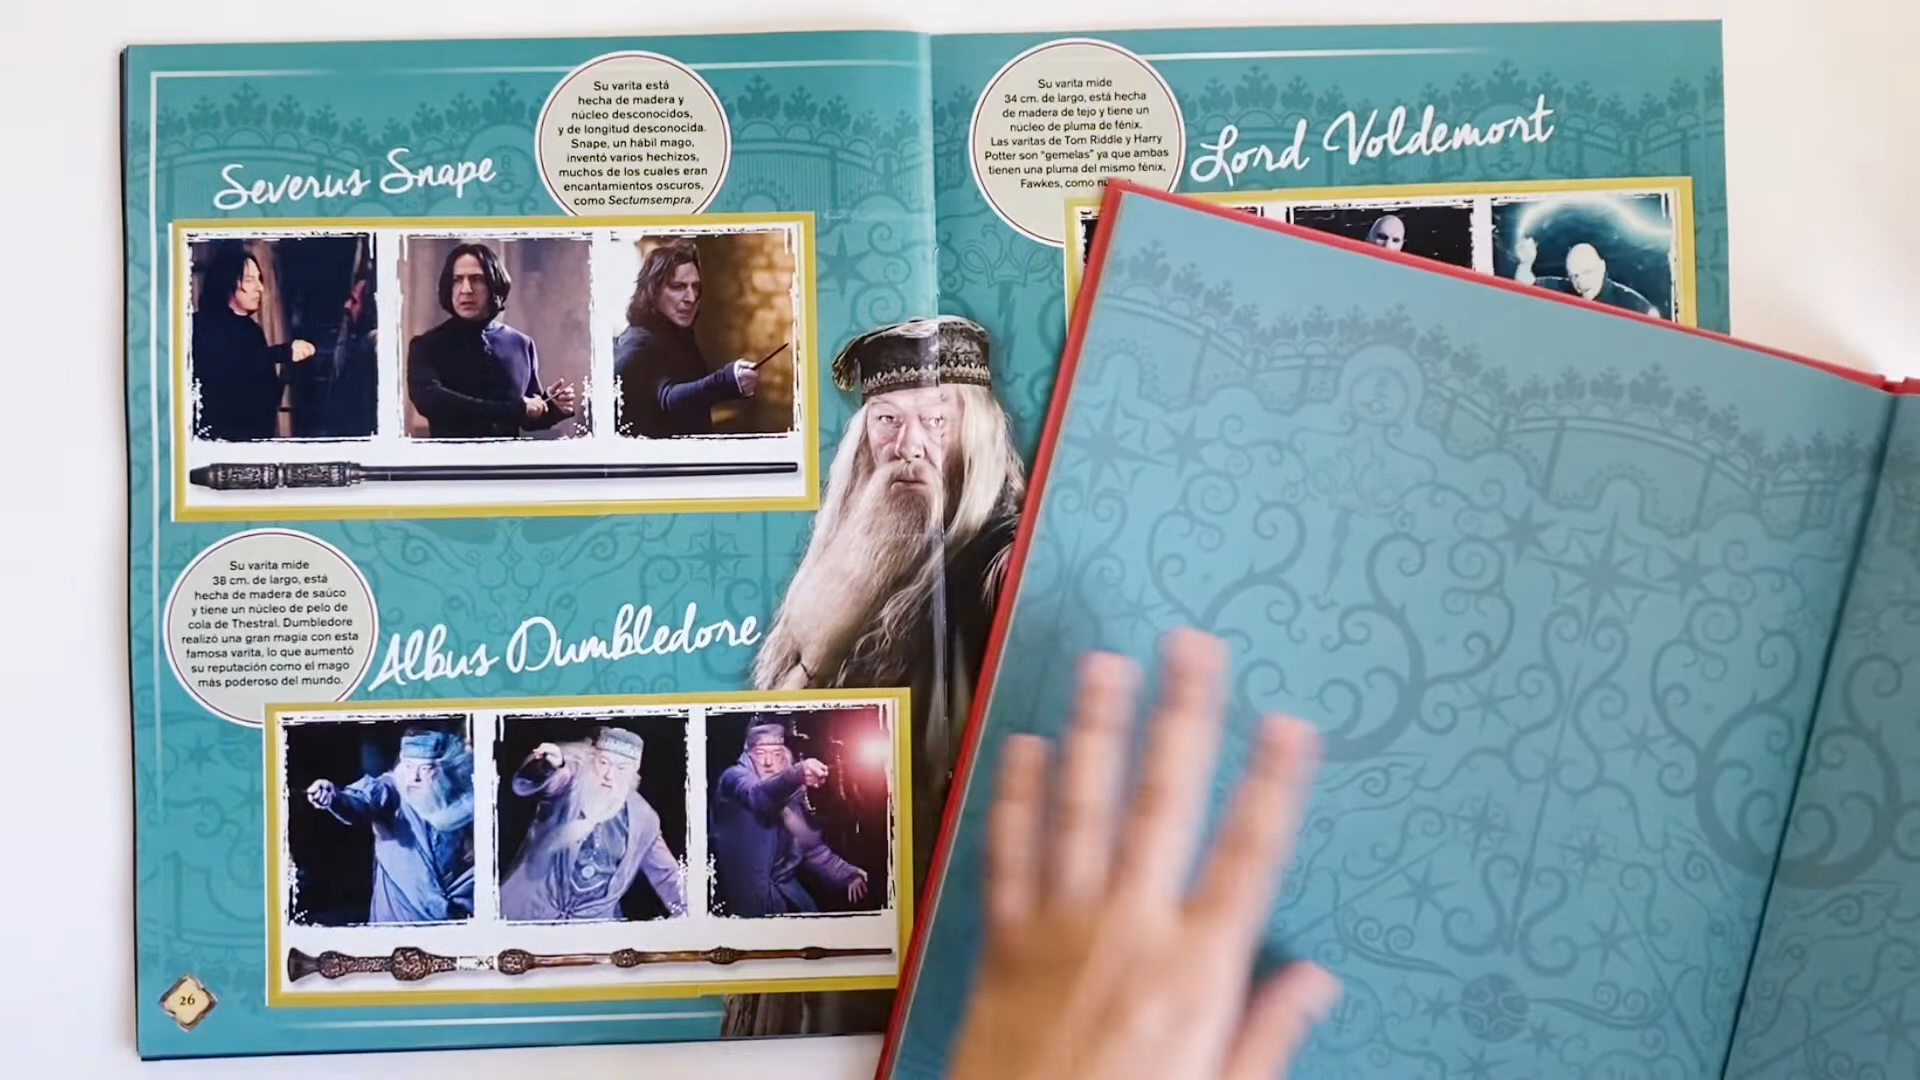 Su varita está
hecha de madera y
núcleo desconocidos,
y de longitud desconocida.
Snape, un hábil mago,
inventó varios hechizos,
muchos de los cuales eran
encantamientos oscuros,
como Sectumsempra.
Severus Snape
Su varita mide
38 cm. de largo, está
hecha de madera de saúco
y tiene un núcleo de pelo de
cola de Thestral. Dumbledore
realizó una gran magia con esta
famosa varita, lo que aumentó
su reputación como el mago
más poderoso del mundo.
Albus Dumbledore
26
Su varita mide
34 cm. de largo, está hecha
de madera de tejo y tiene un
núcleo de pluma de fénix.
Las varitas de Tom Riddle y Harry
Potter son "gemelas" ya que ambas
tienen una pluma del mismo fénix,
Fawkes, como
Lord Voldemort